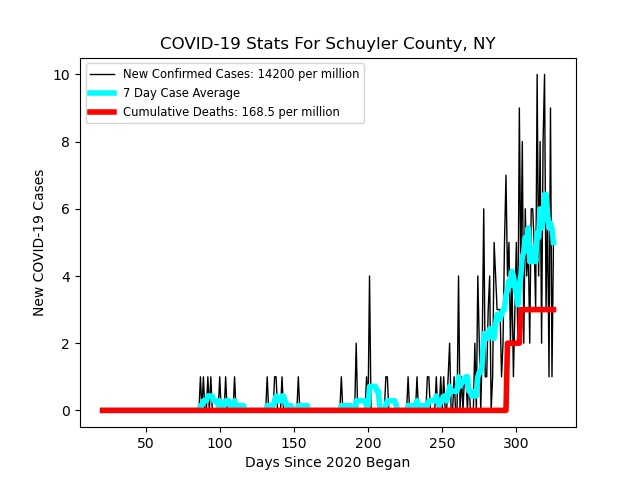 COVID-19 Stats For Schuyler County, NY
New Confirmed Cases: 14200 per million
7 Day Case Average
Cumulative Deaths: 168.5 per million
New COVID-19 Cases
10
8
6
4
2
0
50 100 150 200 250 300
Days Since 2020 Began